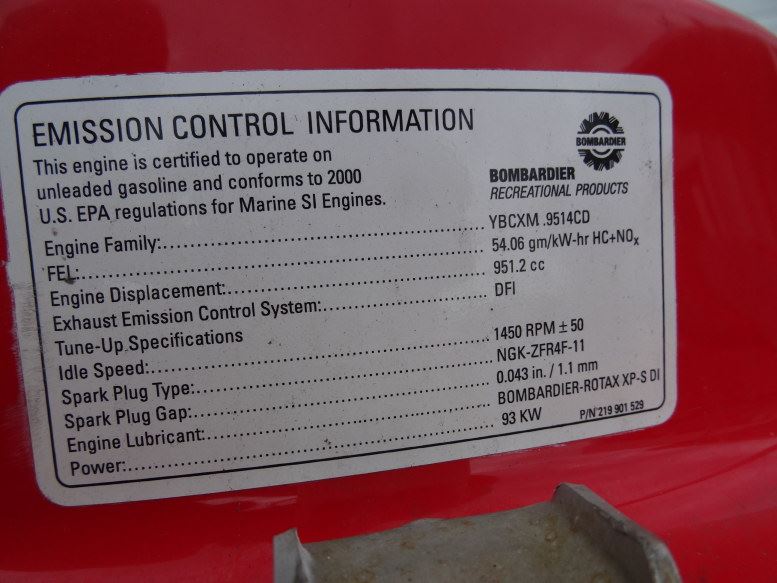 EMISSION CONTROL INFORMATION
BOMBARDIER
This engine is certified to operate on
unleaded gasoline and conforms to 2000
U.S. EPA regulations for Marine SI Engines.
BOMBARDIER
RECREATIONAL PRODUCTS
Engine Family:........ YBCXM .9514CD
FEL:........ 54.06 gm/kW-hr HC+NOx
Engine Displacement:........ 951.2 cc
Exhaust Emission Control System:........ DFI
Tune-Up Specifications
Idle Speed:........ 1450 RPM ± 50
Spark Plug Type:........ NGK-ZFR4F-11
Spark Plug Gap:........ 0.043 in. / 1.1 mm
Engine Lubricant:........ BOMBARDIER-ROTAX XP-S DI
Power:........ 93 KW
P/N 219 901 529